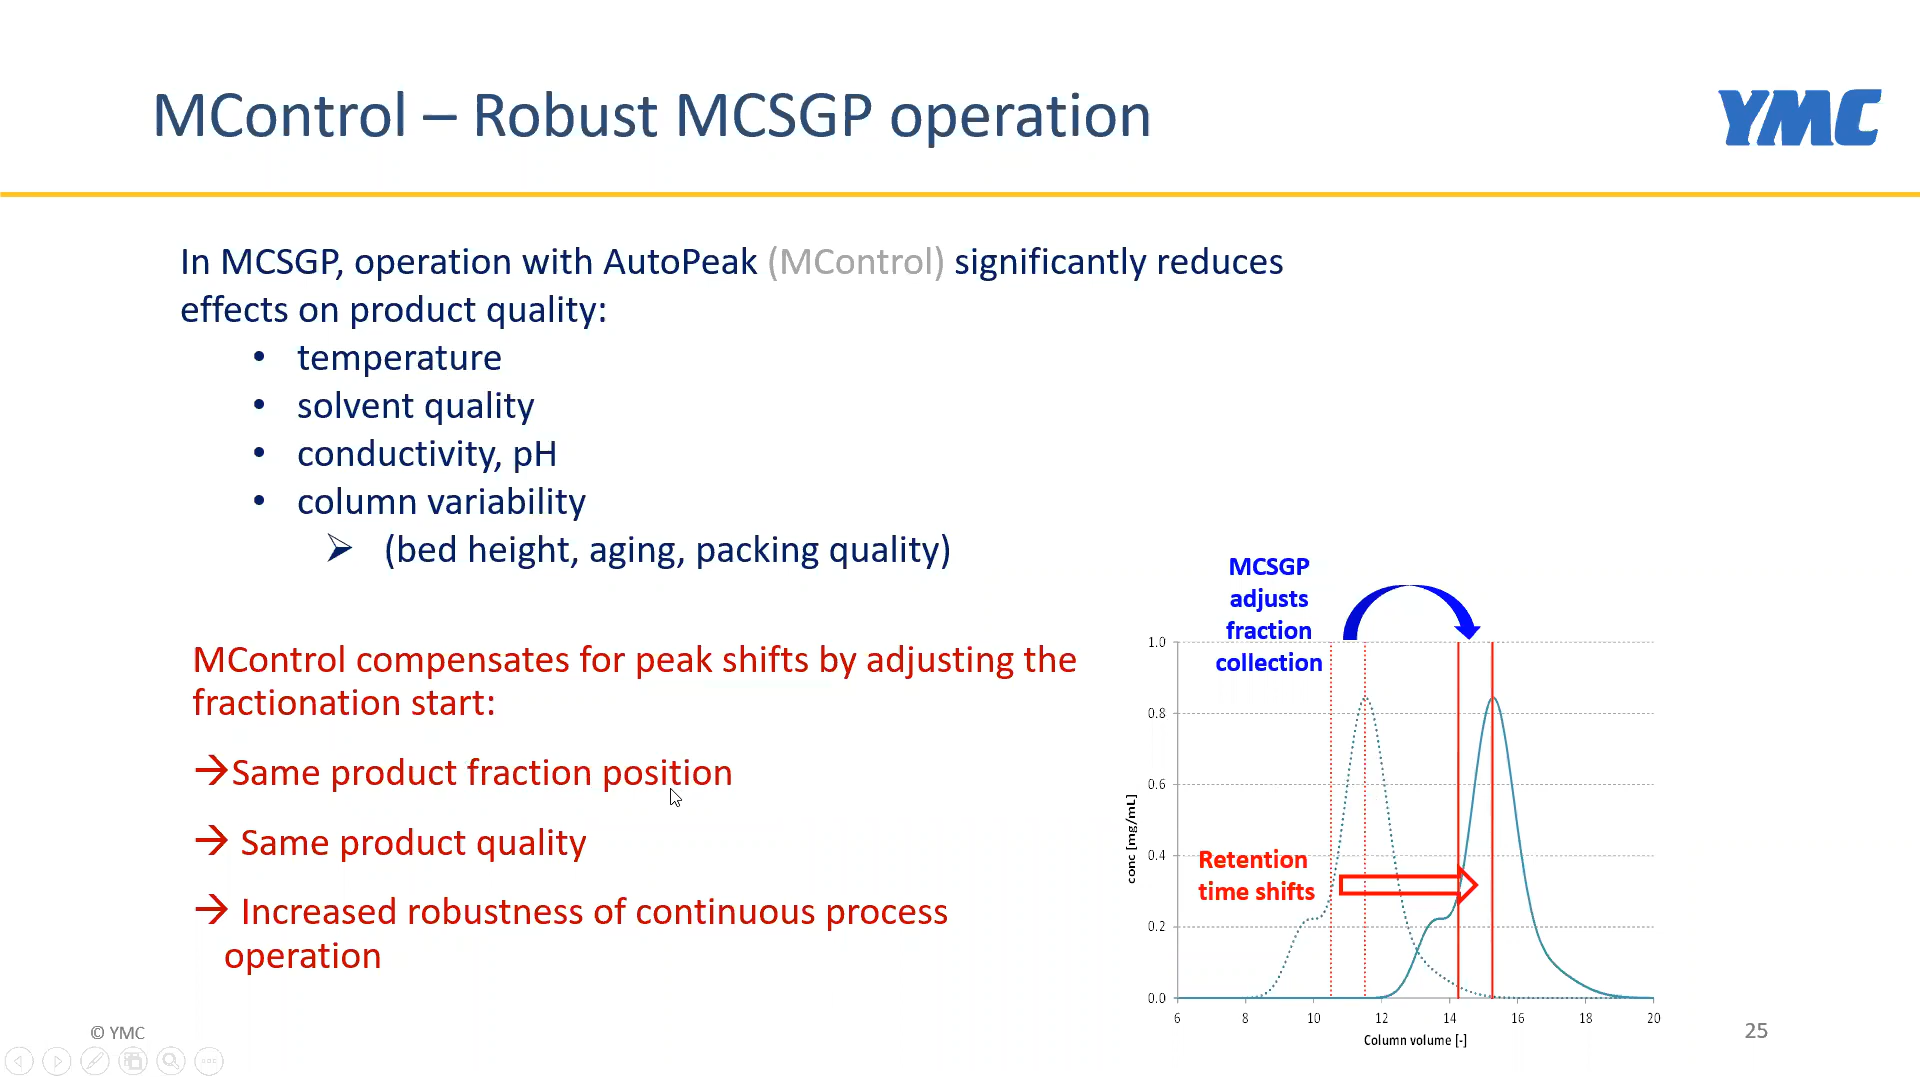 MControl – Robust MCSGP operation
YMC
In MCSGP, operation with AutoPeak (MControl) significantly reduces
effects on product quality:
• temperature
• solvent quality
• conductivity, pH
• column variability
➢ (bed height, aging, packing quality)
MControl compensates for peak shifts by adjusting the
fractionation start:
→Same product fraction position
→ Same product quality
→ Increased robustness of continuous process
operation
MCSGP
adjusts
fraction
collection
1.0
0.8
0.6
0.4
0.2
0.0
conc [mg/mL]
Retention
time shifts
6 8 10 12 14 16 18 20
Column volume [-]
© YMC
25